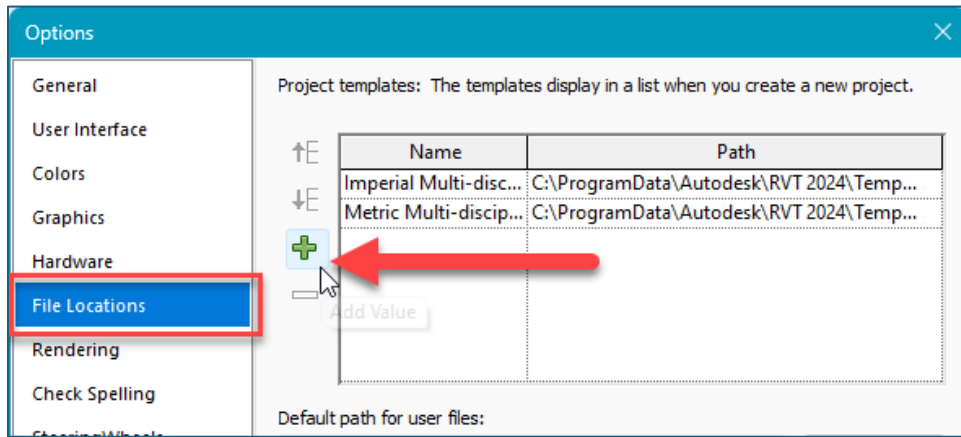 Options
General
User Interface
Colors
Graphics
Hardware
File Locations
Rendering
Check Spelling
SteeringWheels
Project templates: The templates display in a list when you create a new project.
Name Path
Imperial Multi-disc... C:\ProgramData\Autodesk\RVT 2024\Temp...
Metric Multi-discip... C:\ProgramData\Autodesk\RVT 2024\Temp...
Add Value
Default path for user files: